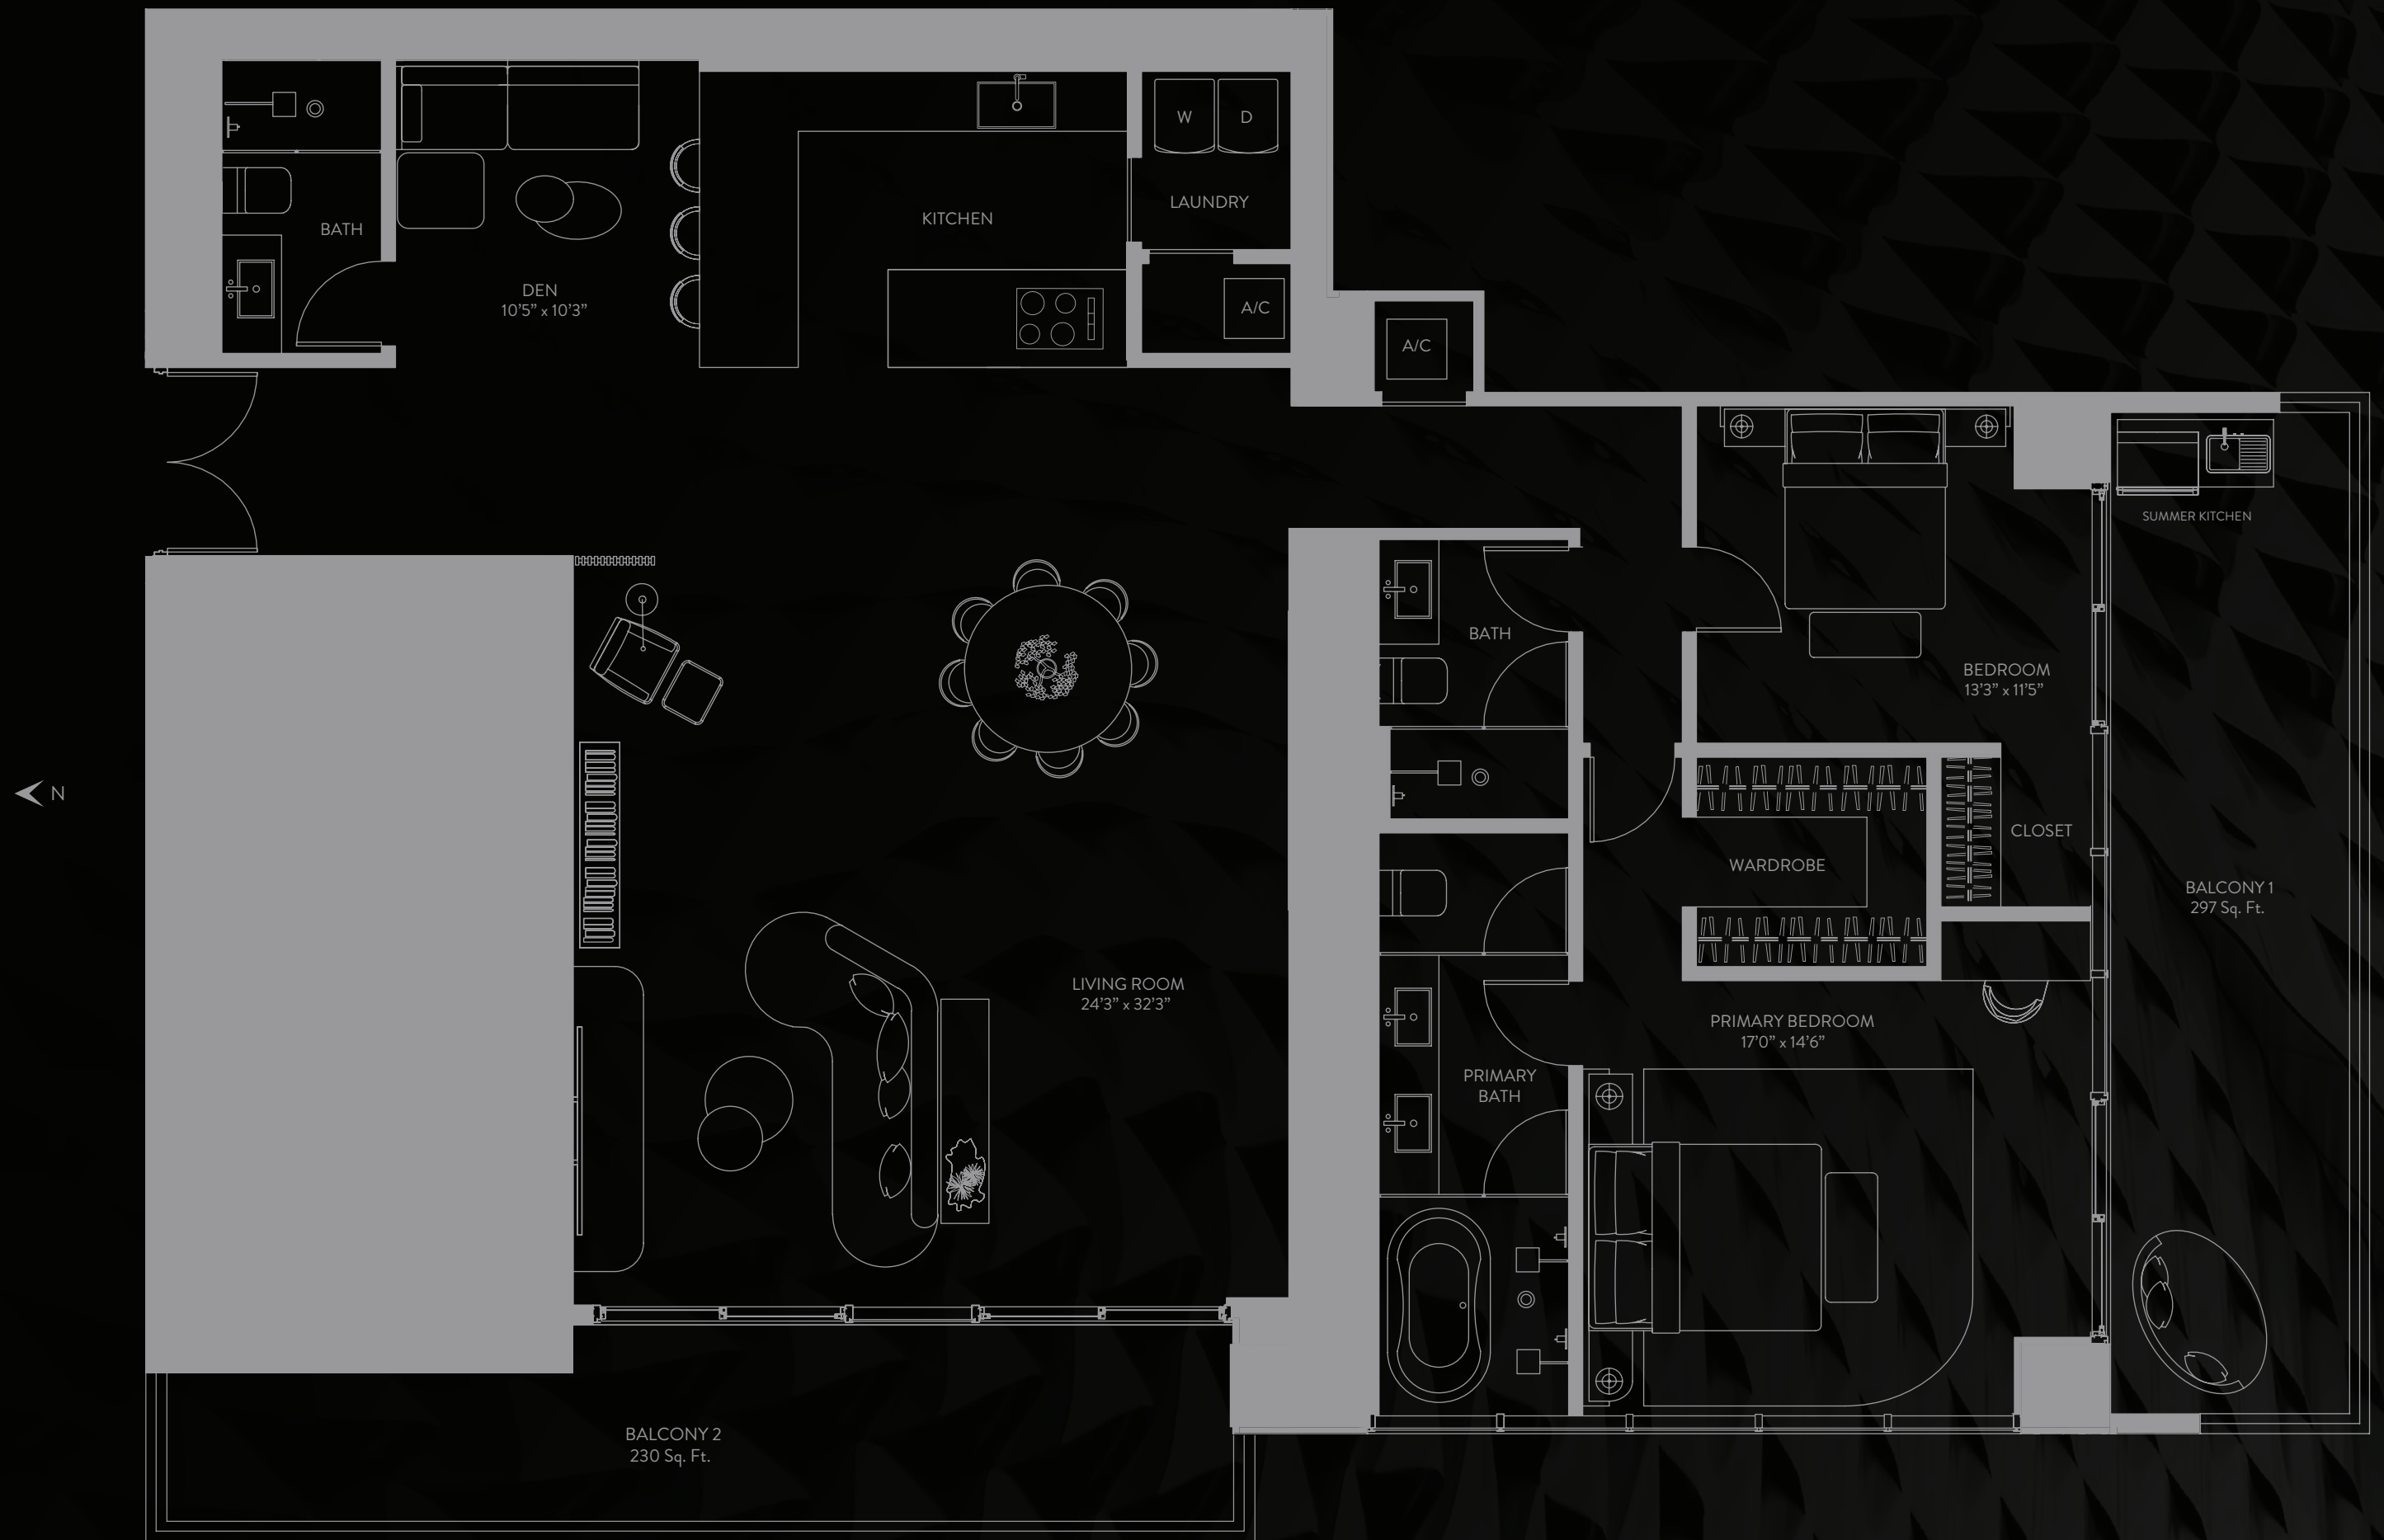 W
D
LAUNDRY
KITCHEN
BATH
DEN
10’5” x 10’3”
A/C
A/C
SUMMER KITCHEN
BATH
BEDROOM
13’3” x 11’5”
N
CLOSET
WARDROBE
BALCONY 1
297 Sq. Ft.
LIVING ROOM
24’3” x 32’3”
PRIMARY BEDROOM
17’0” x 14’6”
PRIMARY
BATH
BALCONY 2
230 Sq. Ft.